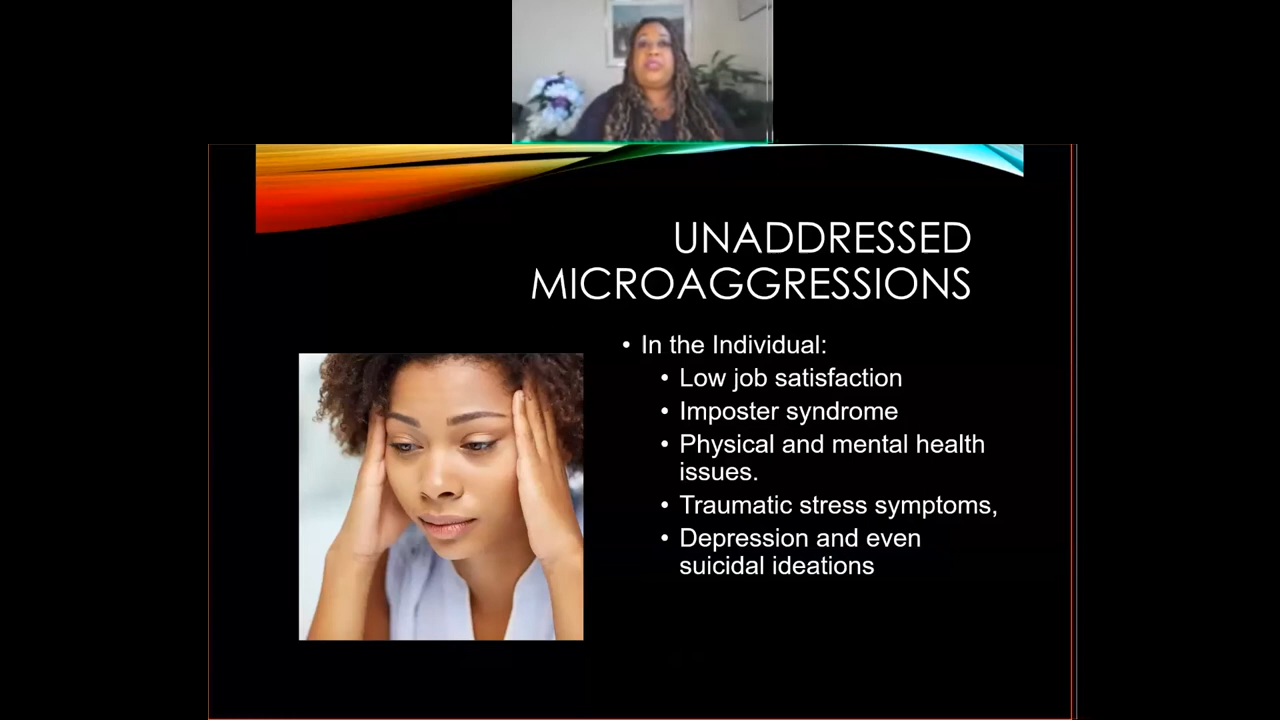 UNADDRESSED
MICROAGGRESSIONS
• In the Individual:
• Low job satisfaction
• Imposter syndrome
• Physical and mental health
issues.
• Traumatic stress symptoms,
• Depression and even
suicidal ideations